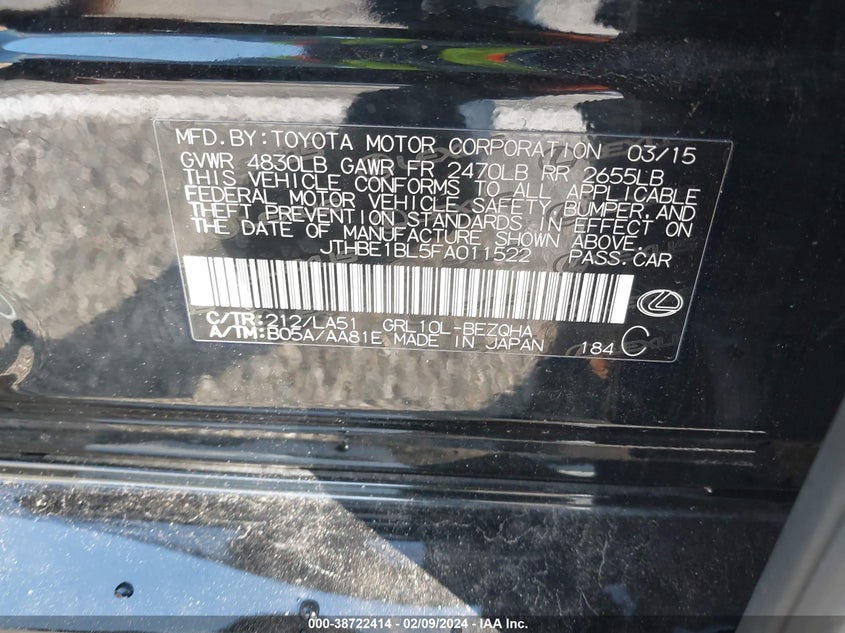 MFD.BY:TOYOTA MOTOR CORPORATION 03/15
GVWR 4830LB GAWR FR 2470LB RR 2655LB
THIS VEHICLE CONFORMS TO ALL APPLICABLE
FEDERAL MOTOR VEHICLE SAFETY,BUMPER,AND
THEFT PREVENTION STANDARDS IN EFFECT ON
THE DATE OF MANUFACTURE SHOWN ABOVE.
JTHBE1BL5FA011522 PASS.CAR
C/TR:212/LA51 GRL10L-BEZQHA
A/TM:B05A/AA81E MADE IN JAPAN 184 C
000-38722414 - 02/09/2024 - IAA Inc.